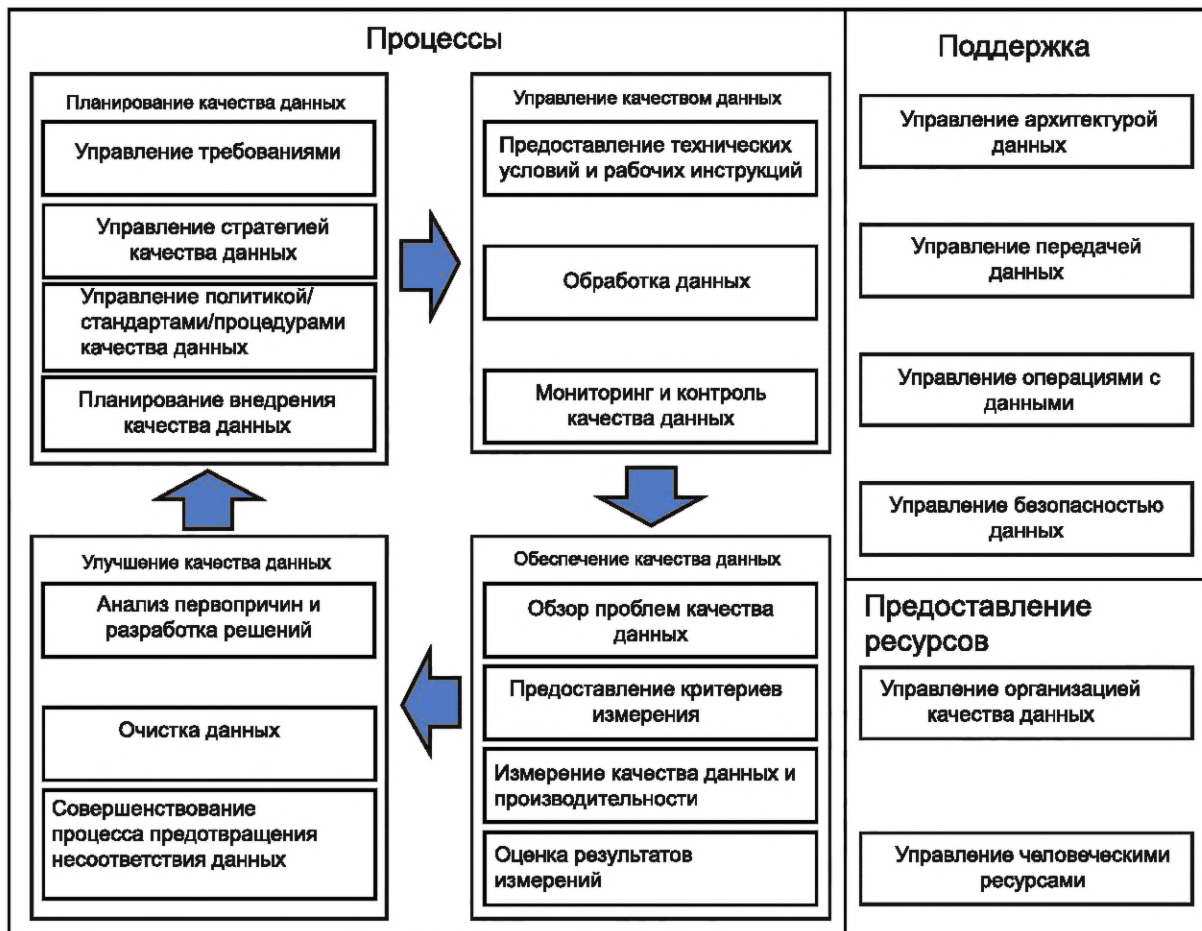 Процессы
Планирование качества данных
Управление требованиями
Управление стратегией
качества данных
Управление политикой/
стандартами/процедурами
качества данных
Планирование внедрения
качества данных
Управление качеством данных
Предоставление технических
условий и рабочих инструкций
Обработка данных
Мониторинг и контроль
качества данных
Улучшение качества данных
Анализ первопричин и
разработка решений
Очистка данных
Совершенствование
процесса предотвращения
несоответствия данных
Обеспечение качества данных
Обзор проблем качества
данных
Предоставление критериев
измерения
Измерение качества данных и
производительности
Оценка результатов
измерений
Поддержка
Управление архитектурой
данных
Управление передачей
данных
Управление операциями с
данными
Управление безопасностью
данных
Предоставление
ресурсов
Управление организацией
качества данных
Управление человеческими
ресурсами